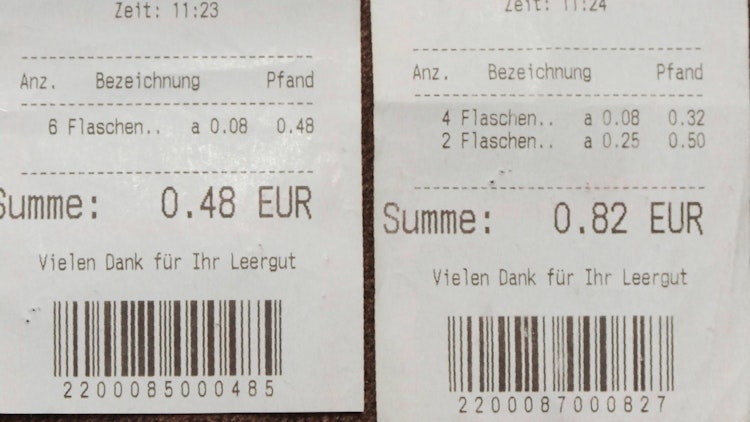 Zeit: 11:23
Anz. Bezeichnung Pfand
6 Flaschen.. a 0.08 0.48
Summe: 0.48 EUR
Vielen Dank für Ihr Leergut
2200085000485
Zeit: 11:24
Anz. Bezeichnung Pfand
4 Flaschen.. a 0.08 0.32
2 Flaschen.. a 0.25 0.50
Summe: 0.82 EUR
Vielen Dank für Ihr Leergut
2200087000827